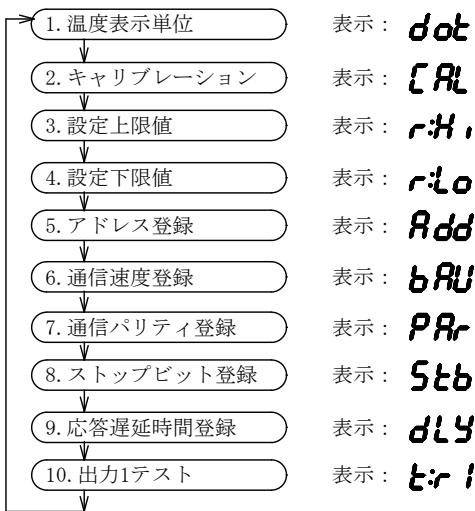 1.温度表示単位 表示： dot
2.キャリブレーション 表示： CAL
3.設定上限値 表示： r:Hi
4.設定下限値 表示： r:Lo
5.アドレス登録 表示： Add
6.通信速度登録 表示： bAU
7.通信パリティ登録 表示： PAr
8.ストップビット登録 表示： Stb
9.応答遅延時間登録 表示： dLY
10.出力1テスト 表示： t:r1